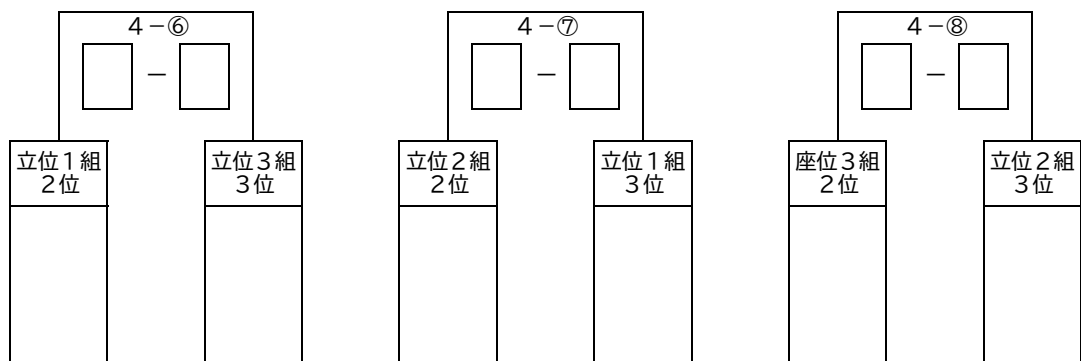 4－⑥
－
立位1組
2位
立位3組
3位
4－⑦
－
立位2組
2位
立位1組
3位
4－⑧
－
座位3組
2位
立位2組
3位